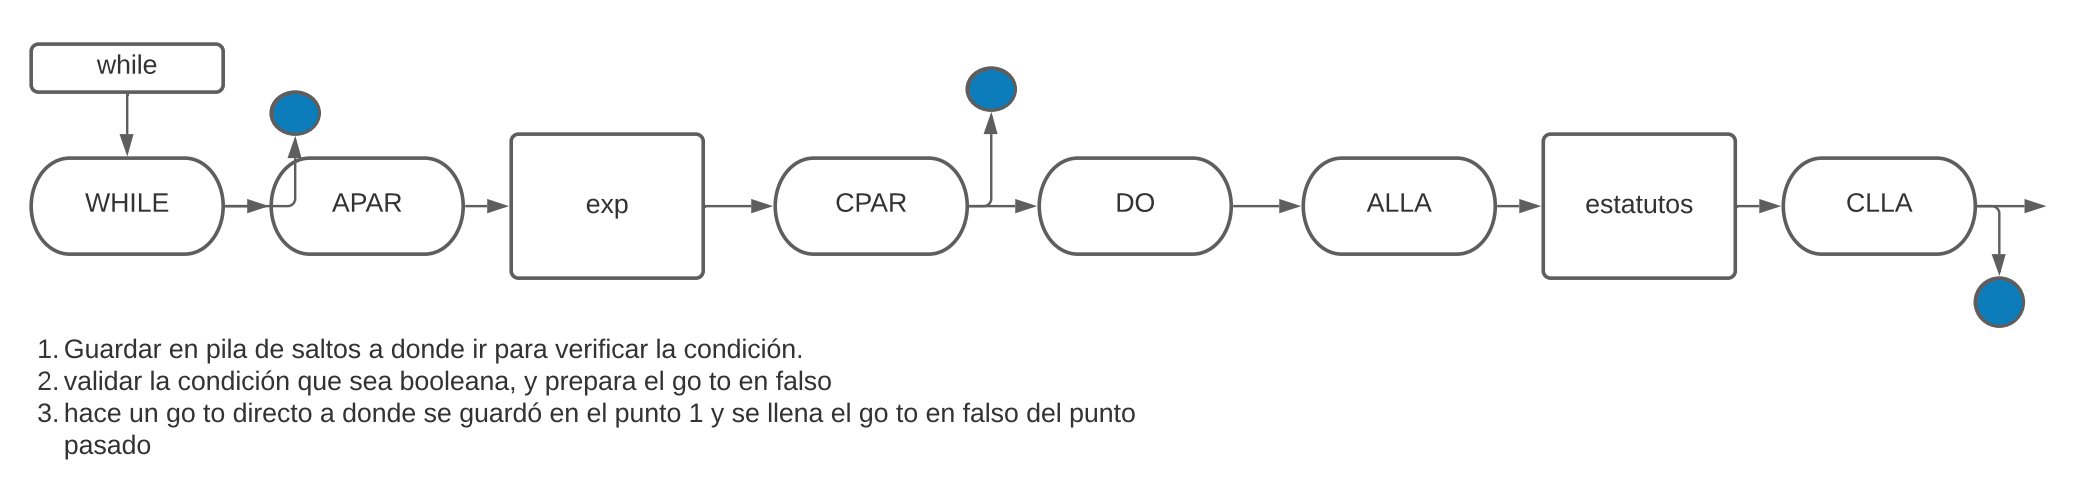 while
WHILE
APAR
exp
CPAR
DO
ALLA
estatutos
CLLA
1. Guardar en pila de saltos a donde ir para verificar la condición.
2. validar la condición que sea booleana, y prepara el go to en falso
3. hace un go to directo a donde se guardó en el punto 1 y se llena el go to en falso del punto
pasado